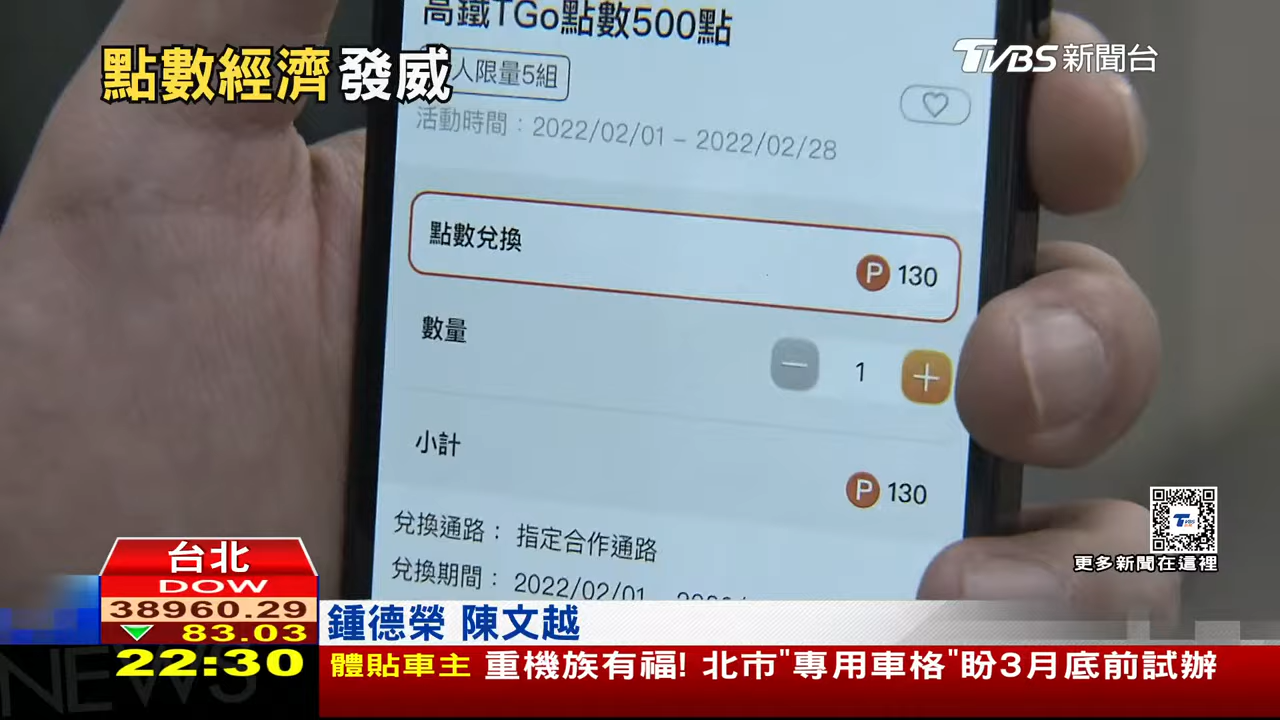 高鐵TGo點數500點
點數經濟發威
人限量5組
TVBS新聞台
活動時間：2022/02/01 – 2022/02/28
點數兌換
P 130
數量
1
小計
P 130
兌換通路： 指定合作通路
兌換期間： 2022/02/01
TVBS
更多新聞在這裡
台北
DOW
38960.29
83.03
鍾德榮 陳文越
22:30
NEWS
體貼車主 重機族有福! 北市"專用車格"盼3月底前試辦